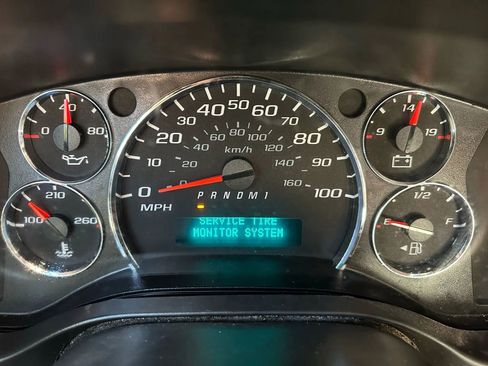 40
0 80
210
100 260
0 10 20 30 40 50 60 70 80 90 100
MPH
0 20 40 60 80 100 120 140 160
km/h
P R N D M 1
SERVICE TIRE
MONITOR SYSTEM
14
9 19
1/2
E F